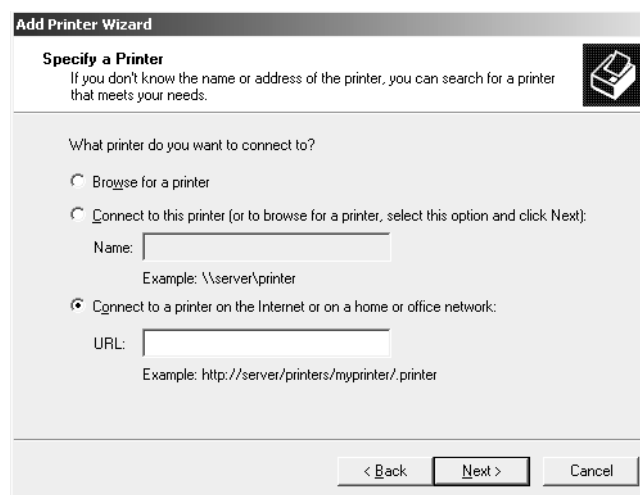 Add Printer Wizard
Specify a Printer
If you don't know the name or address of the printer, you can search for a printer
that meets your needs.
What printer do you want to connect to?
Browse for a printer
Connect to this printer (or to browse for a printer, select this option and click Next):
Name:
Example: \\server\printer
Connect to a printer on the Internet or on a home or office network:
URL:
Example: http://server/printers/myprinter/.printer
< Back Next > Cancel